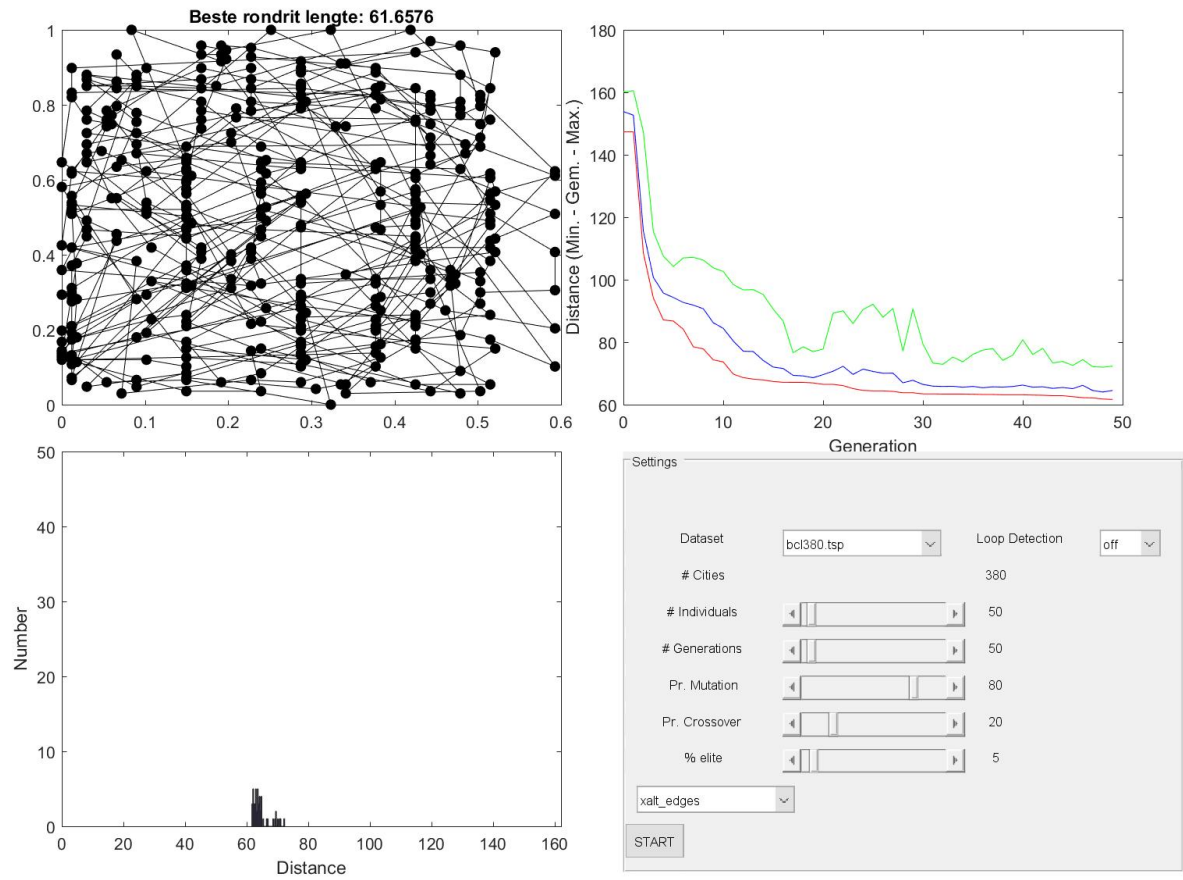 Beste rondrit lengte: 61.6576
1
0.8
0.6
0.4
0.2
0
0 0.1 0.2 0.3 0.4 0.5 0.6
Distance (Min. - Gem. - Max.)
180
160
140
120
100
80
60
0 10 20 30 40 50
Generation
Number
50
40
30
20
10
0
0 20 40 60 80 100 120 140 160
Distance
Settings
Dataset bcl380.tsp Loop Detection off
# Cities 380
# Individuals 50
# Generations 50
Pr. Mutation 80
Pr. Crossover 20
% elite 5
xalt_edges
START